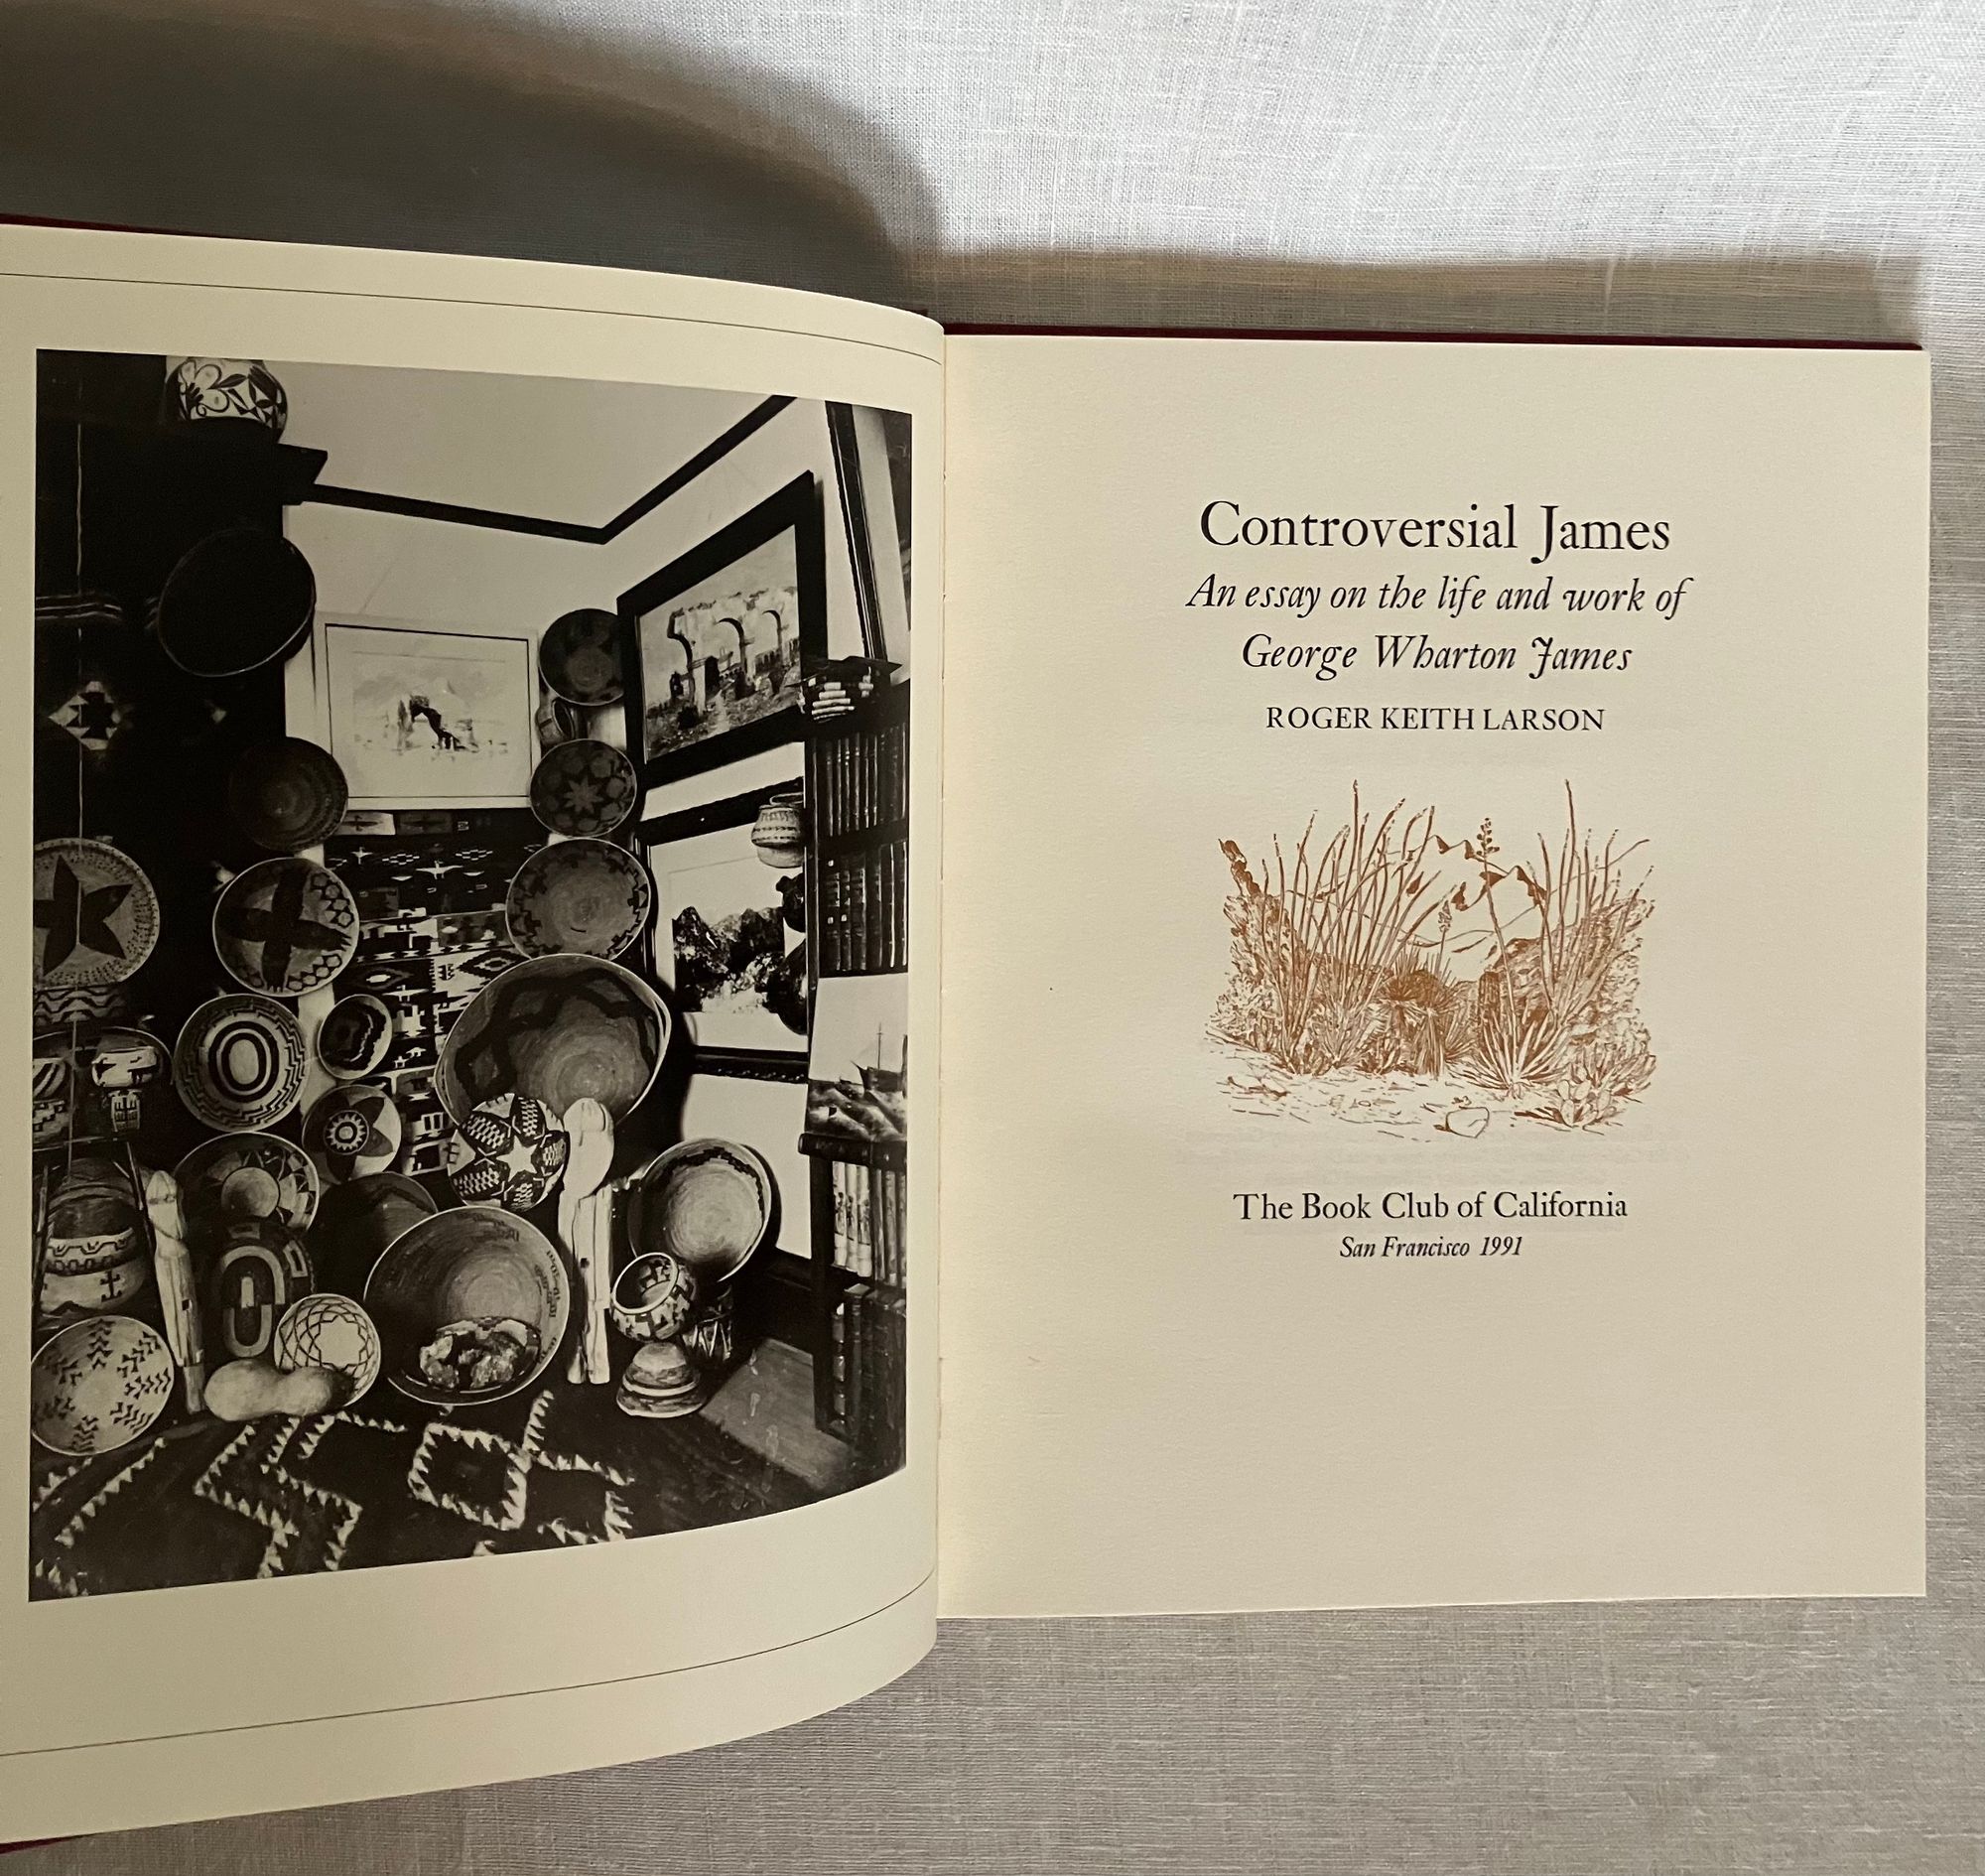 Controversial James
An essay on the life and work of
George Wharton James
ROGER KEITH LARSON
The Book Club of California
San Francisco 1991